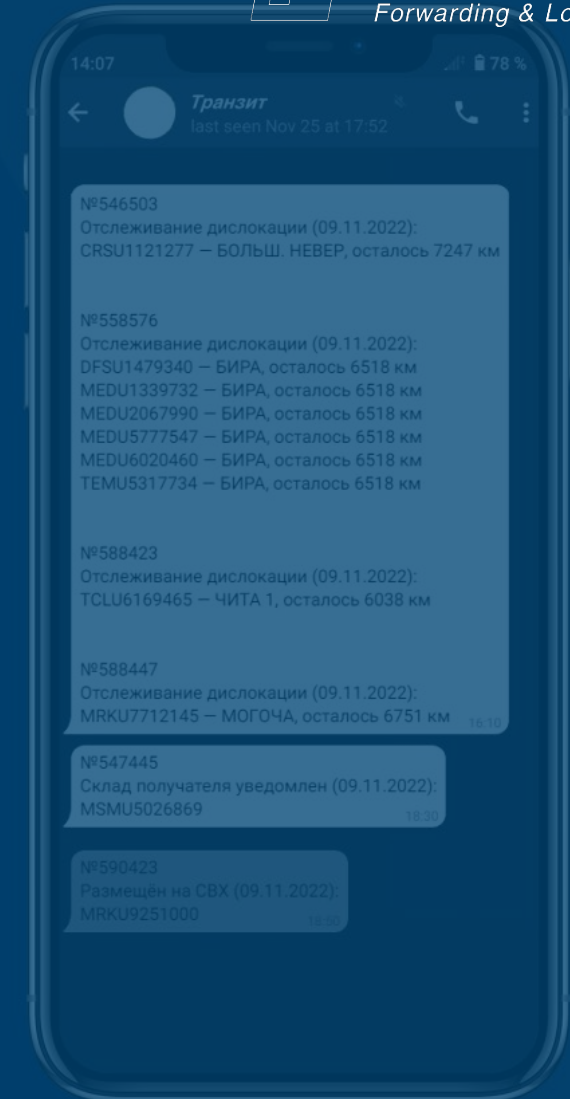 Forwarding & Lo
14:07
78 %
Транзит
last seen Nov 25 at 17:52
№546503
Отслеживание дислокации (09.11.2022):
CRSU1121277 — БОЛЬШ. НЕВЕР, осталось 7247 км
№558576
Отслеживание дислокации (09.11.2022):
DFSU1479340 — БИРА, осталось 6518 км
MEDU1339732 — БИРА, осталось 6518 км
MEDU2067990 — БИРА, осталось 6518 км
MEDU5777547 — БИРА, осталось 6518 км
MEDU6020460 — БИРА, осталось 6518 км
TEMU5317734 — БИРА, осталось 6518 км
№588423
Отслеживание дислокации (09.11.2022):
TCLU6169465 — ЧИТА 1, осталось 6038 км
№588447
Отслеживание дислокации (09.11.2022):
MRKU7712145 — МОГОЧА, осталось 6751 км
16:10
№547445
Склад получателя уведомлен (09.11.2022):
MSMU5026869
18:30
№590423
Размещён на СВХ (09.11.2022):
MRKU9251000